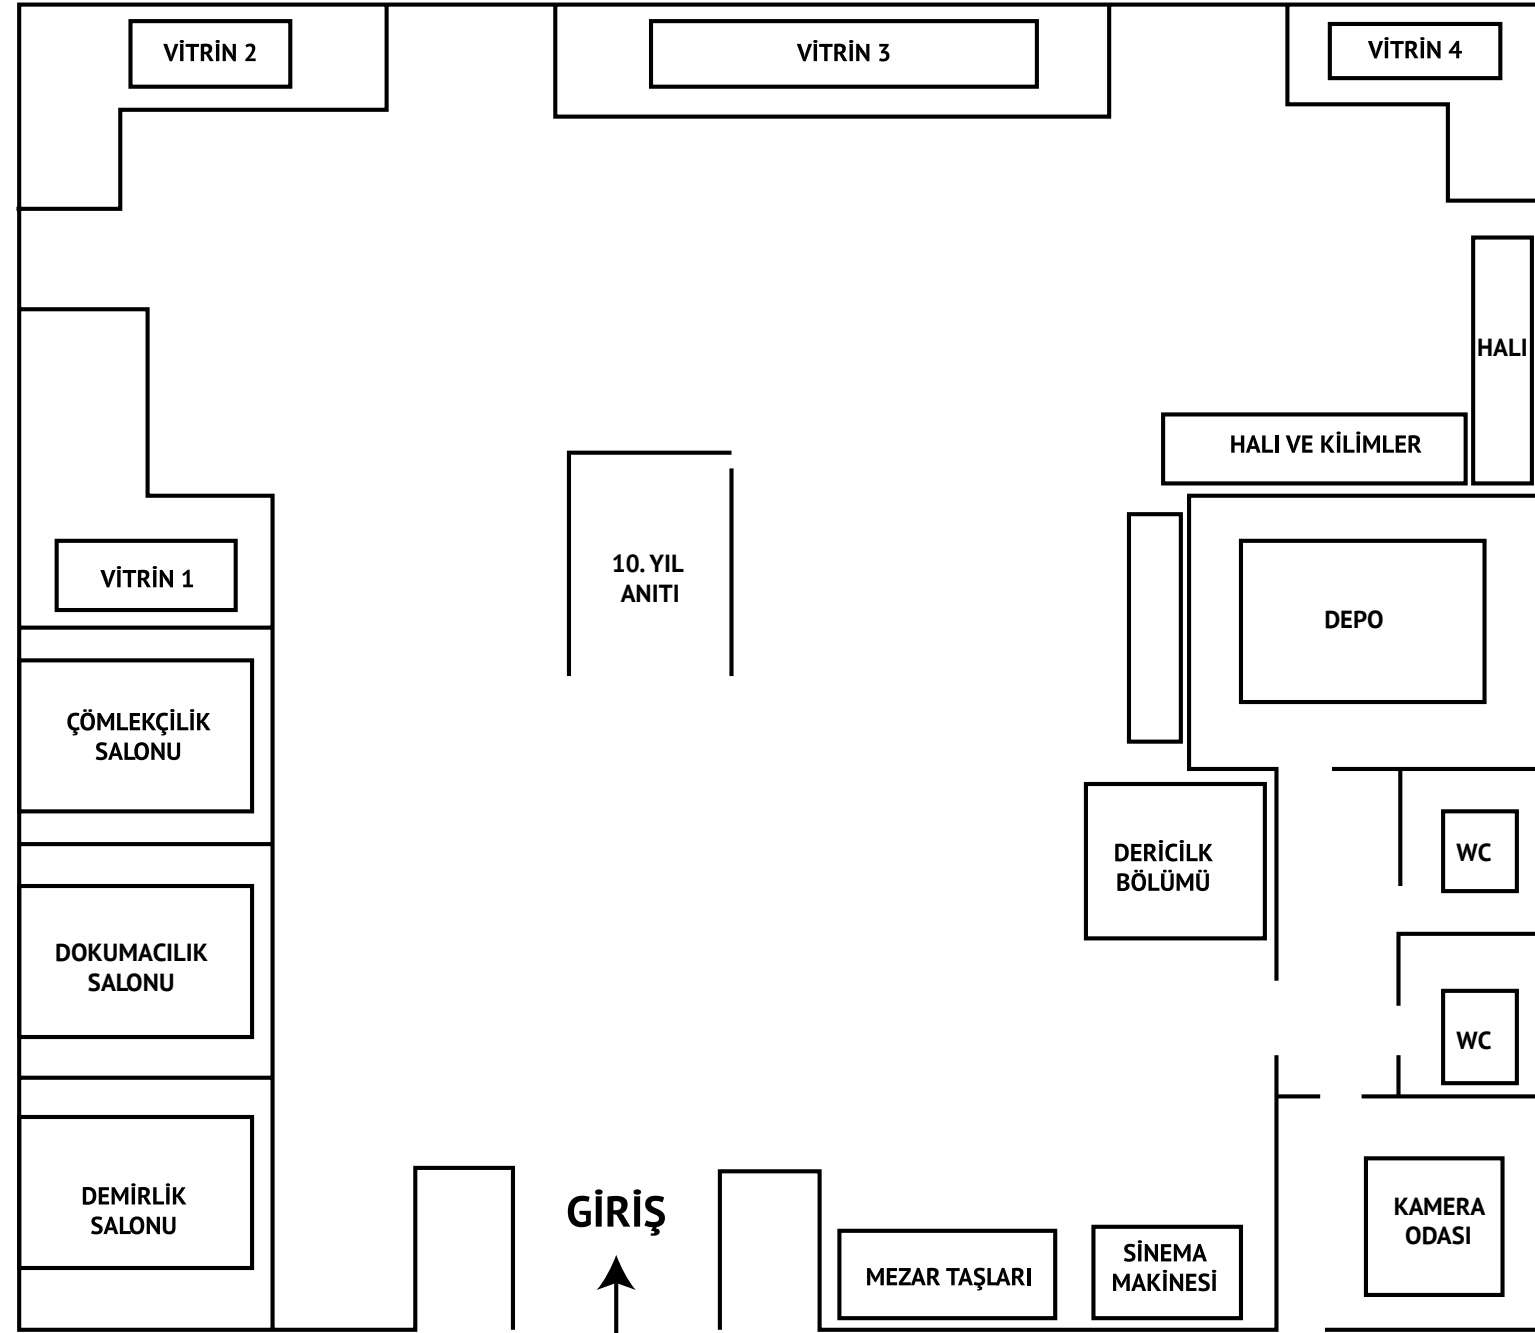 VİTRİN 2
VİTRİN 3
VİTRİN 4
HALI
HALI VE KİLİMLER
10. YIL
ANITI
VİTRİN 1
DEPO
ÇÖMLEKÇİLİK
SALONU
DERİCİLK
BÖLÜMÜ
WC
DOKUMACILIK
SALONU
WC
DEMİRLİK
SALONU
GİRİŞ
MEZAR TAŞLARI
SİNEMA
MAKİNESİ
KAMERA
ODASI